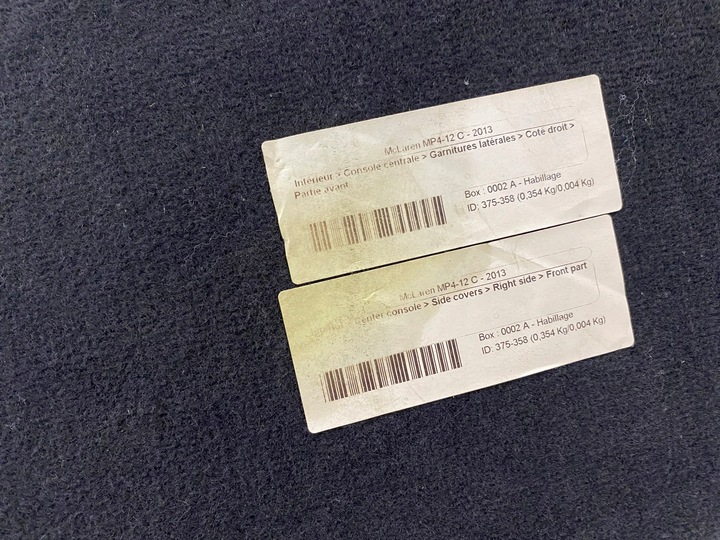 McLaren MP4-12 C - 2013
Intérieur > Console centrale > Garnitures latérales > Coté droit >
Partie avant
Box : 0002 A - Habillage
ID: 375-358 (0,354 Kg/0,004 Kg)
McLaren MP4-12 C - 2013
center console > Side covers > Right side > Front part
Box : 0002 A - Habillage
ID: 375-358 (0,354 Kg/0,004 Kg)